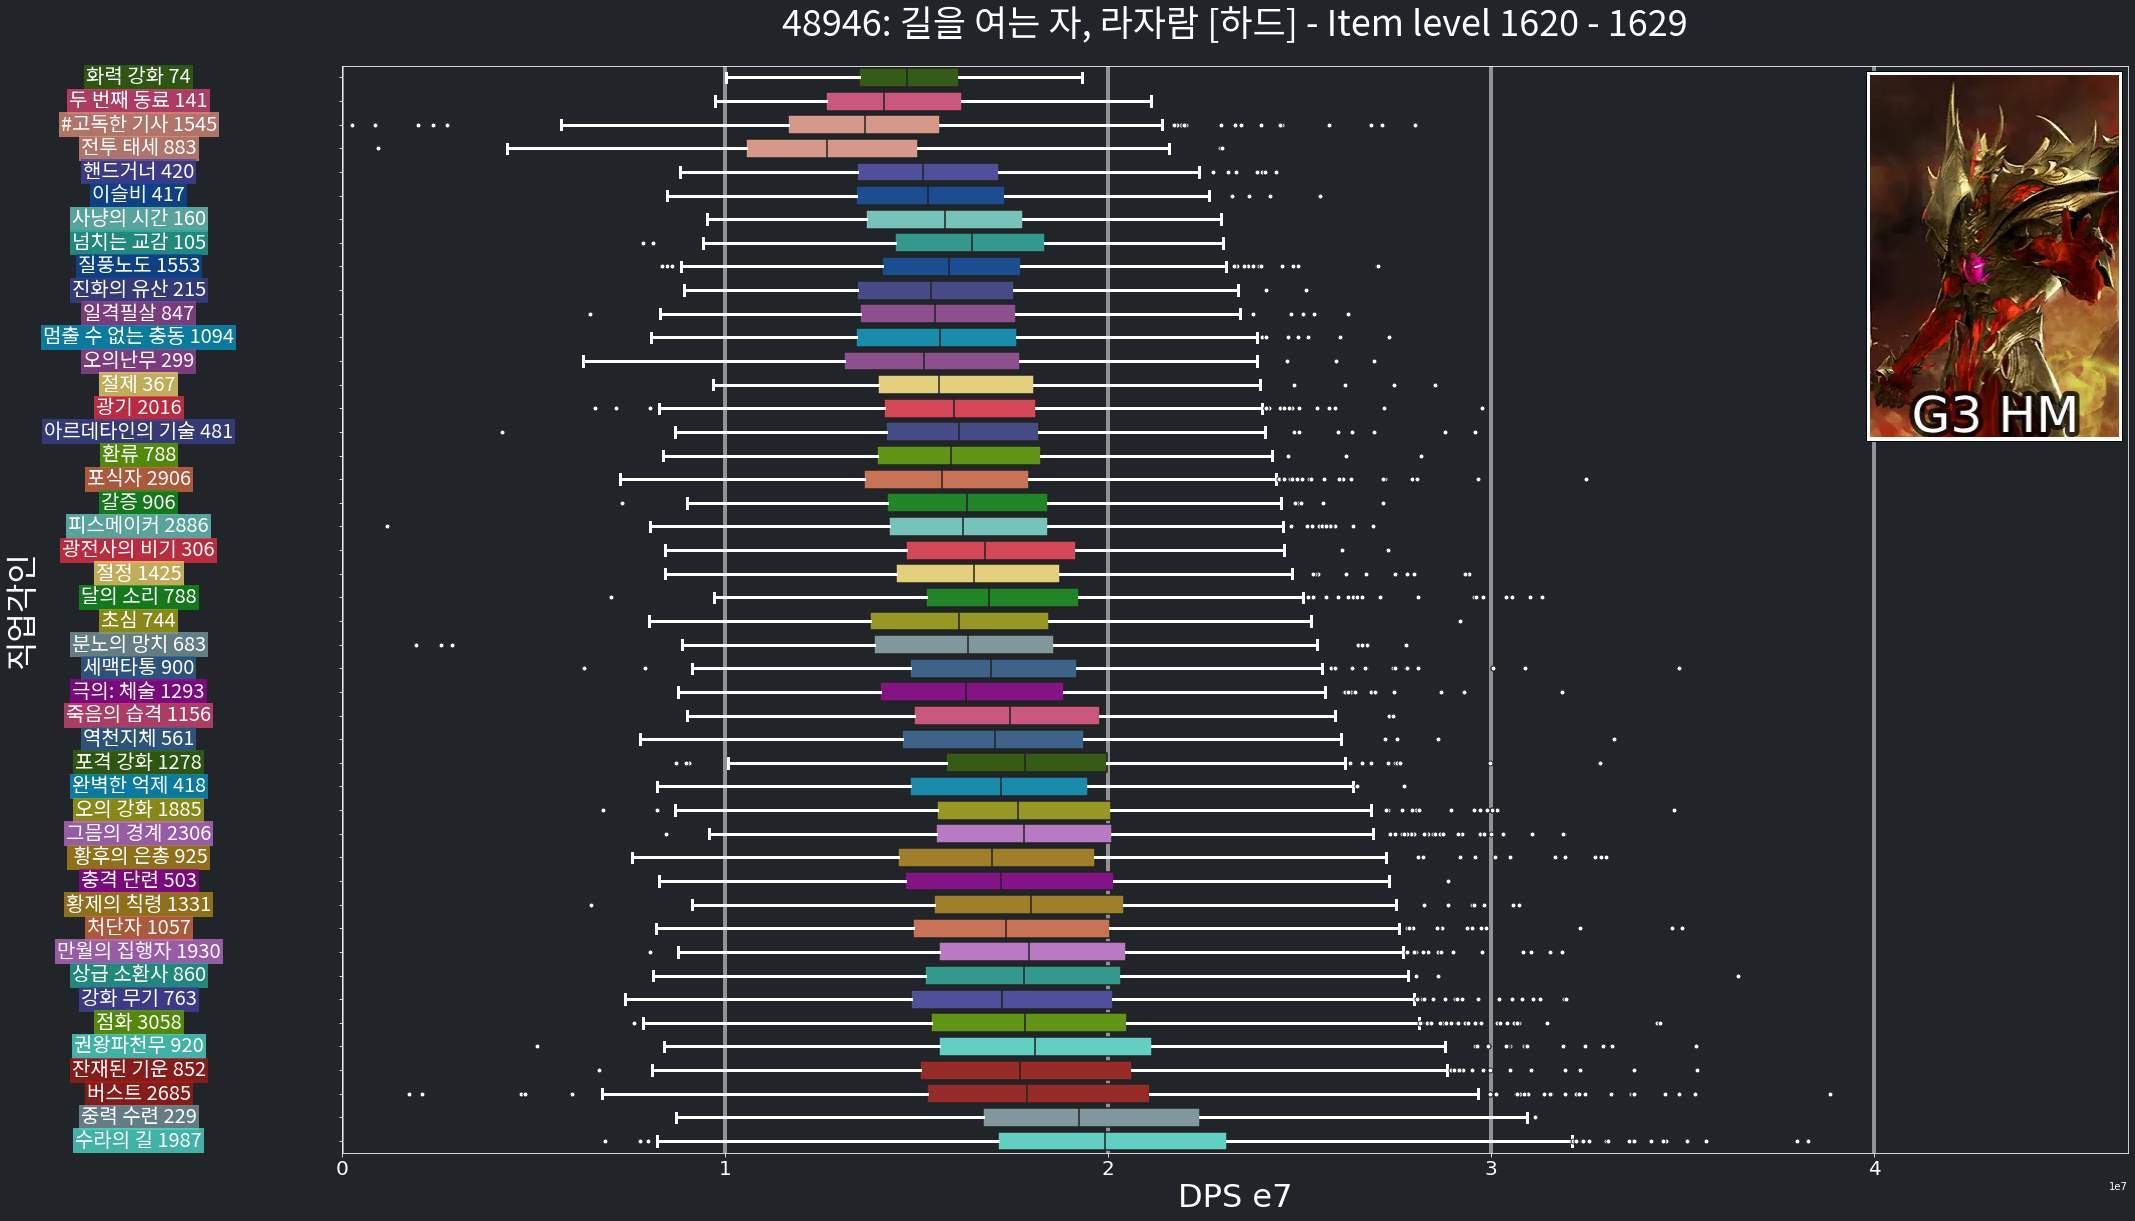 48946: 길을 여는 자, 라자람 [하드] - Item level 1620 - 1629
화력 강화 74
두 번째 동료 141
#고독한 기사 1545
전투 태세 883
핸드거너 420
이슬비 417
사냥의 시간 160
넘치는 교감 105
질풍노도 1553
진화의 유산 215
일격필살 847
멈출 수 없는 충동 1094
오의난무 299
절제 367
광기 2016
아르데타인의 기술 481
환류 788
포식자 2906
갈증 906
피스메이커 2886
광전사의 비기 306
절정 1425
달의 소리 788
초심 744
분노의 망치 683
세맥타통 900
극의: 체술 1293
죽음의 습격 1156
역천지체 561
포격 강화 1278
완벽한 억제 418
오의 강화 1885
그믐의 경계 2306
황후의 은총 925
충격 단련 503
황제의 칙령 1331
처단자 1057
만월의 집행자 1930
상급 소환사 860
강화 무기 763
점화 3058
권왕파천무 920
잔재된 기운 852
버스트 2685
중력 수련 229
수라의 길 1987
직업각인
G3 HM
0 1 2 3 4
DPS e7
1e7